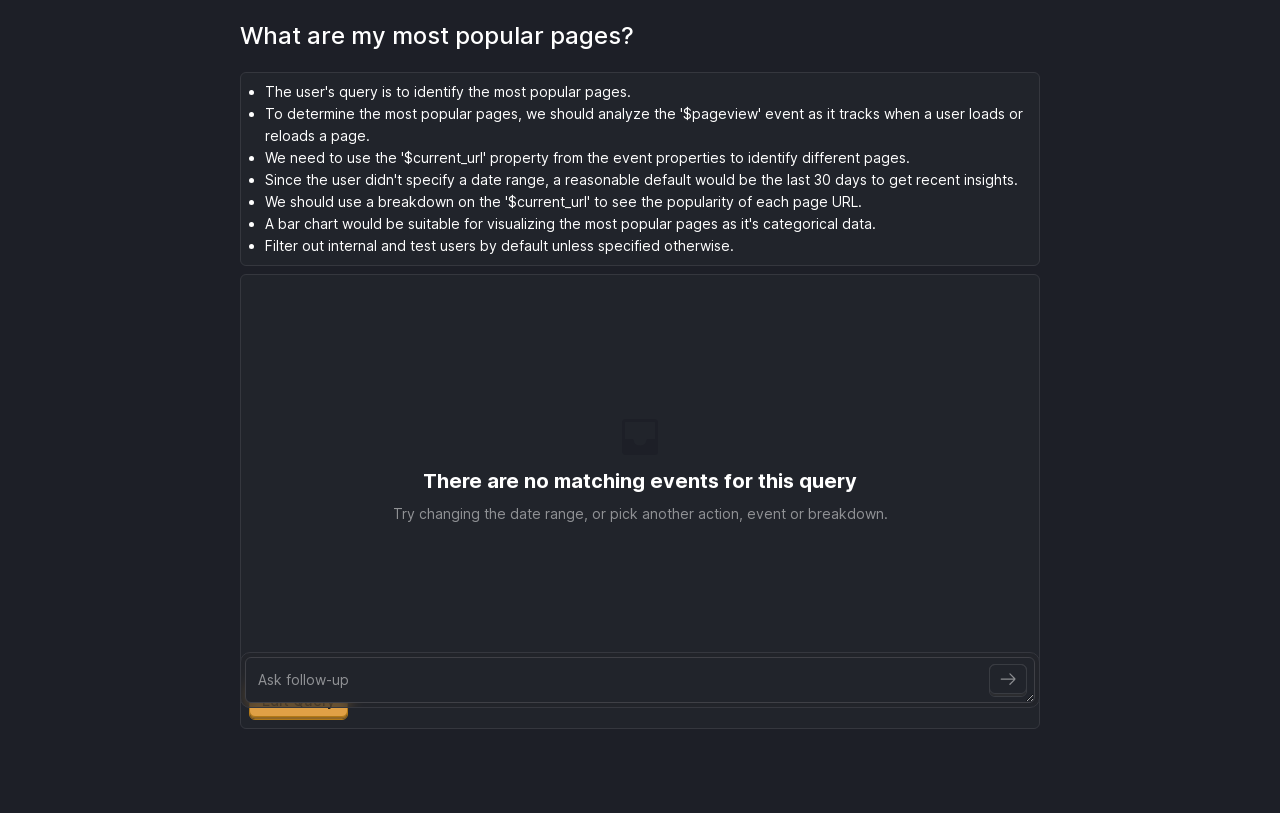 What are my most popular pages?
The user's query is to identify the most popular pages.
To determine the most popular pages, we should analyze the '$pageview' event as it tracks when a user loads or
reloads a page.
We need to use the '$current_url' property from the event properties to identify different pages.
Since the user didn't specify a date range, a reasonable default would be the last 30 days to get recent insights.
We should use a breakdown on the '$current_url' to see the popularity of each page URL.
A bar chart would be suitable for visualizing the most popular pages as it's categorical data.
Filter out internal and test users by default unless specified otherwise.
There are no matching events for this query
Try changing the date range, or pick another action, event or breakdown.
Ask follow-up